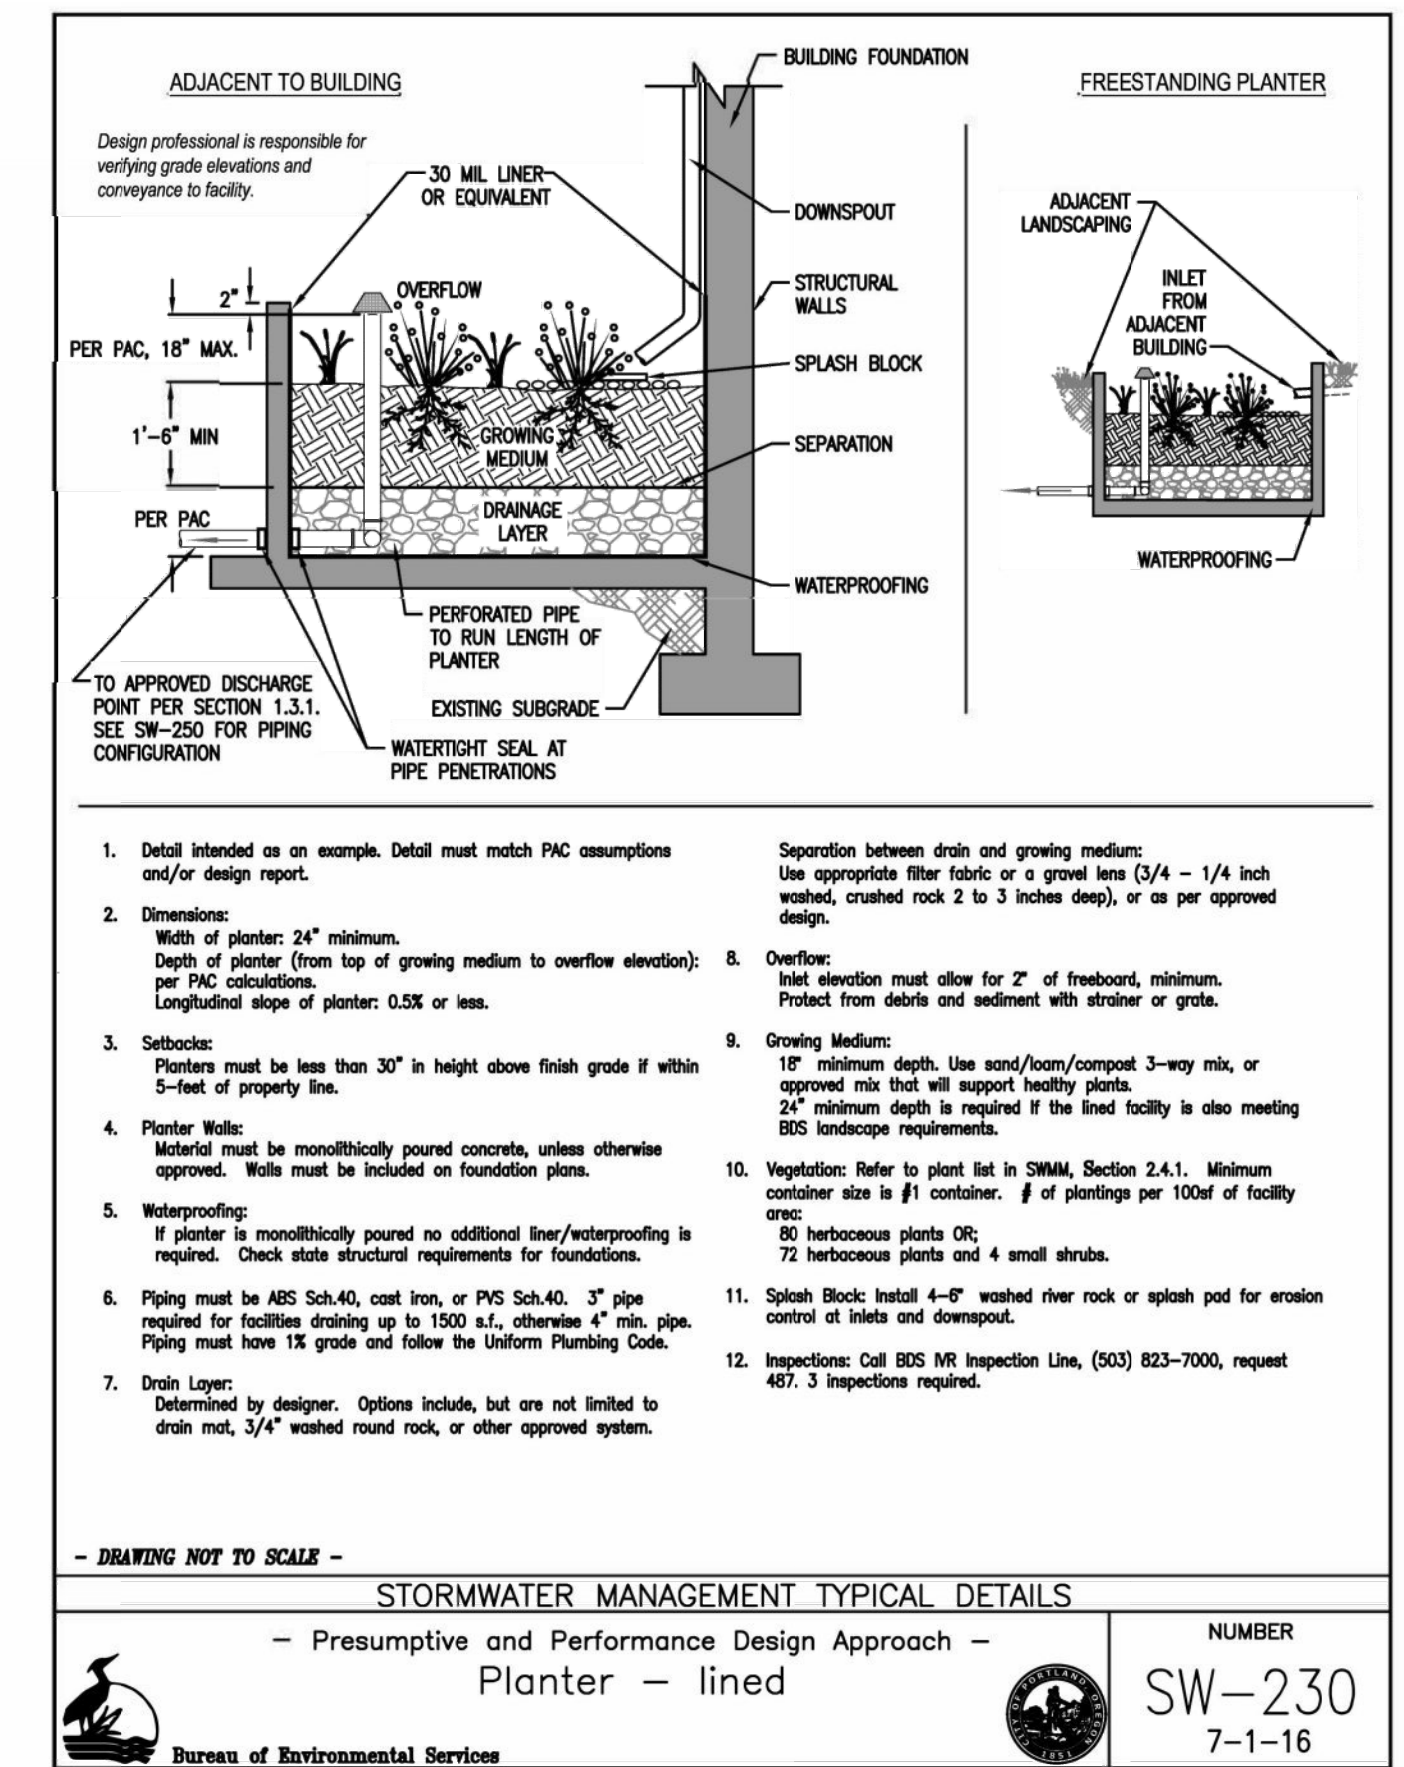 ADJACENT TO BUILDING
Design professional is responsible for
verifying grade elevations and
conveyance to facility.
30 MIL LINER
OR EQUIVALENT
BUILDING FOUNDATION
DOWNSPOUT
STRUCTURAL
WALLS
SPLASH BLOCK
SEPARATION
WATERPROOFING
2"
OVERFLOW
PER PAC, 18" MAX.
1'-6" MIN
GROWING
MEDIUM
PER PAC
DRAINAGE
LAYER
PERFORATED PIPE
TO RUN LENGTH OF
PLANTER
EXISTING SUBGRADE
TO APPROVED DISCHARGE
POINT PER SECTION 1.3.1.
SEE SW-250 FOR PIPING
CONFIGURATION
WATERTIGHT SEAL AT
PIPE PENETRATIONS
FREESTANDING PLANTER
ADJACENT
LANDSCAPING
INLET
FROM
ADJACENT
BUILDING
WATERPROOFING
1. Detail intended as an example. Detail must match PAC assumptions
and/or design report.
2. Dimensions:
Width of planter: 24" minimum.
Depth of planter (from top of growing medium to overflow elevation):
per PAC calculations.
Longitudinal slope of planter: 0.5% or less.
3. Setbacks:
Planters must be less than 30" in height above finish grade if within
5-feet of property line.
4. Planter Walls:
Material must be monolithically poured concrete, unless otherwise
approved. Walls must be included on foundation plans.
5. Waterproofing:
If planter is monolithically poured no additional liner/waterproofing is
required. Check state structural requirements for foundations.
6. Piping must be ABS Sch.40, cast iron, or PVS Sch.40. 3" pipe
required for facilities draining up to 1500 s.f., otherwise 4" min. pipe.
Piping must have 1% grade and follow the Uniform Plumbing Code.
7. Drain Layer:
Determined by designer. Options include, but are not limited to
drain mat, 3/4" washed round rock, or other approved system.
Separation between drain and growing medium:
Use appropriate filter fabric or a gravel lens (3/4 - 1/4 inch
washed, crushed rock 2 to 3 inches deep), or as per approved
design.
8. Overflow:
Inlet elevation must allow for 2" of freeboard, minimum.
Protect from debris and sediment with strainer or grate.
9. Growing Medium:
18" minimum depth. Use sand/loam/compost 3-way mix, or
approved mix that will support healthy plants.
24" minimum depth is required If the lined facility is also meeting
BDS landscape requirements.
10. Vegetation: Refer to plant list in SWMM, Section 2.4.1. Minimum
container size is #1 container. # of plantings per 100sf of facility
area:
80 herbaceous plants OR;
72 herbaceous plants and 4 small shrubs.
11. Splash Block: Install 4-6" washed river rock or splash pad for erosion
control at inlets and downspout.
12. Inspections: Call BDS IVR Inspection Line, (503) 823-7000, request
487. 3 inspections required.
- DRAWING NOT TO SCALE -
STORMWATER MANAGEMENT TYPICAL DETAILS
- Presumptive and Performance Design Approach -
Planter - lined
Bureau of Environmental Services
CITY OF PORTLAND, OREGON
1851
NUMBER
SW-230
7-1-16